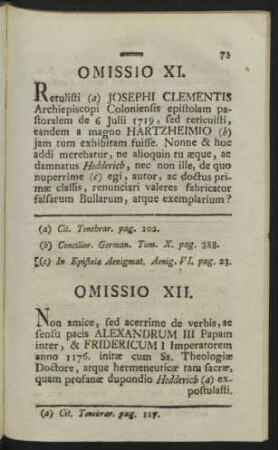 73
OMISSIO XI.
Retulisti (a) JOSEPHI CLEMENTIS
Archiepiscopi Coloniensis epistolam pa-
storalem de 6 Julii 1719, sed reticuisti,
eandem a magno HARTZHEIMIO (b)
jam tum exhibitam fuisse. Nonne & hoc
addi merebatur, ne alioquin tu æque, ac
damnatus Hedderich, nec non ille, de quo
nuperrime (c) egi, autor, ac doctus pri-
mæ classis, renunciari valeres fabricator
falsarum Bullarum, atque exemplarium?
(a) Cit. Tenebrar. pag. 102.
(b) Concilior. German. Tom. X. pag. 388.
(c) In Epistola Aenigmat. Aenig. VI. pag. 23.
OMISSIO XII.
Non amice, sed acerrime de verbis, ac
sensu pacis ALEXANDRUM III Papam
inter, & FRIDERICUM I Imperatorem
anno 1176. initæ cum Ss. Theologiæ
Doctore, atque hermeneuticæ tam sacræ,
quam profanæ dupondio Hedderich (a) ex-
postulasti.
(a) Cit. Tenebrar. pag. 117.